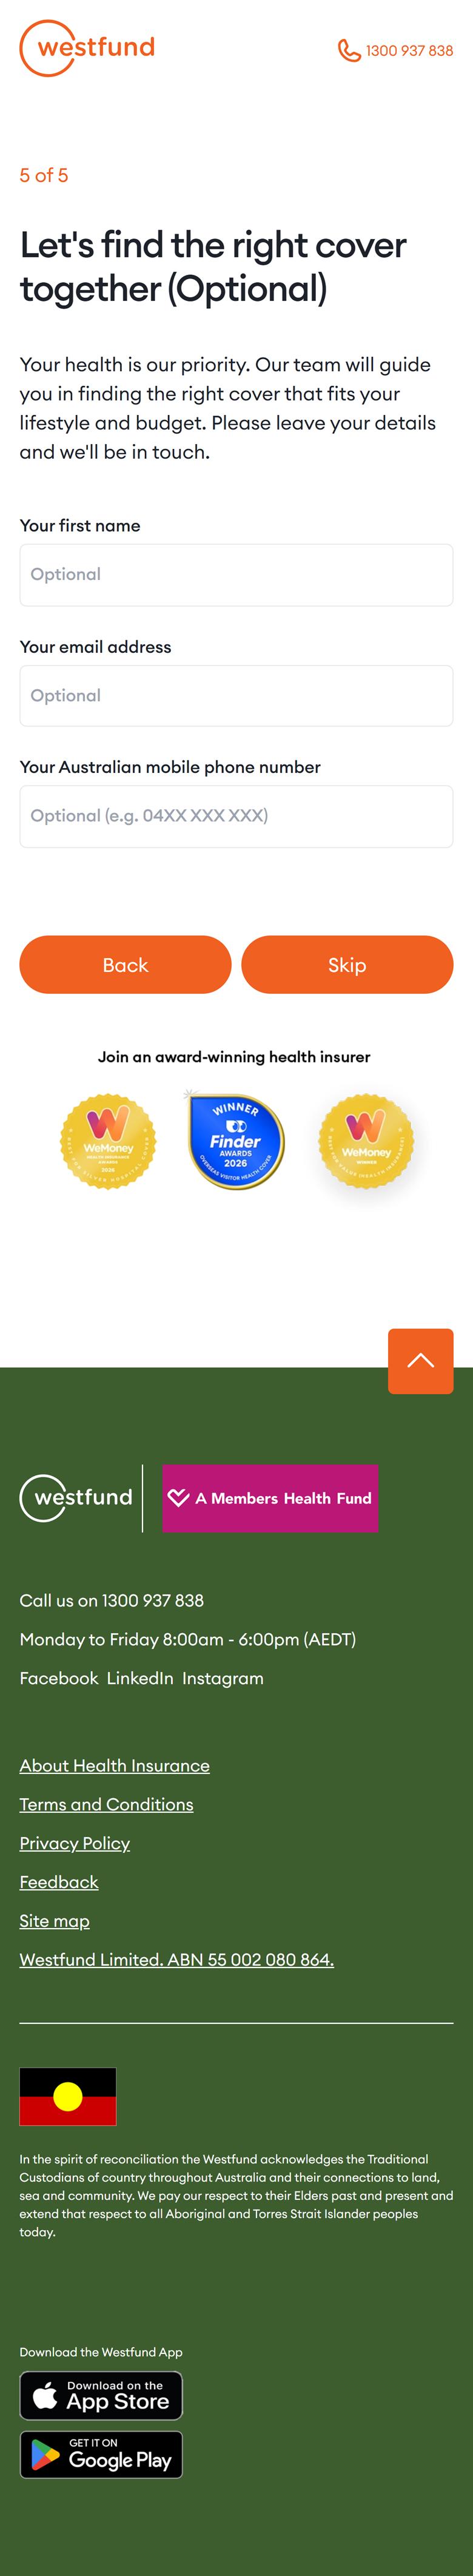 westfund
1300 937 838
5 of 5
Let's find the right cover
together (Optional)
Your health is our priority. Our team will guide
you in finding the right cover that fits your
lifestyle and budget. Please leave your details
and we'll be in touch.
Your first name
Optional
Your email address
Optional
Your Australian mobile phone number
Optional (e.g. 04XX XXX XXX)
Back
Skip
Join an award-winning health insurer
WeMoney
HEALTH INSURANCE
AWARDS
2026
WINNER
Finder
AWARDS
2026
OVERSEAS VISITOR HEALTH COVER
WeMoney
WINNER
westfund
A Members Health Fund
Call us on 1300 937 838
Monday to Friday 8:00am - 6:00pm (AEDT)
Facebook LinkedIn Instagram
About Health Insurance
Terms and Conditions
Privacy Policy
Feedback
Site map
Westfund Limited. ABN 55 002 080 864.
In the spirit of reconciliation the Westfund acknowledges the Traditional
Custodians of country throughout Australia and their connections to land,
sea and community. We pay our respect to their Elders past and present and
extend that respect to all Aboriginal and Torres Strait Islander peoples
today.
Download the Westfund App
Download on the
App Store
GET IT ON
Google Play